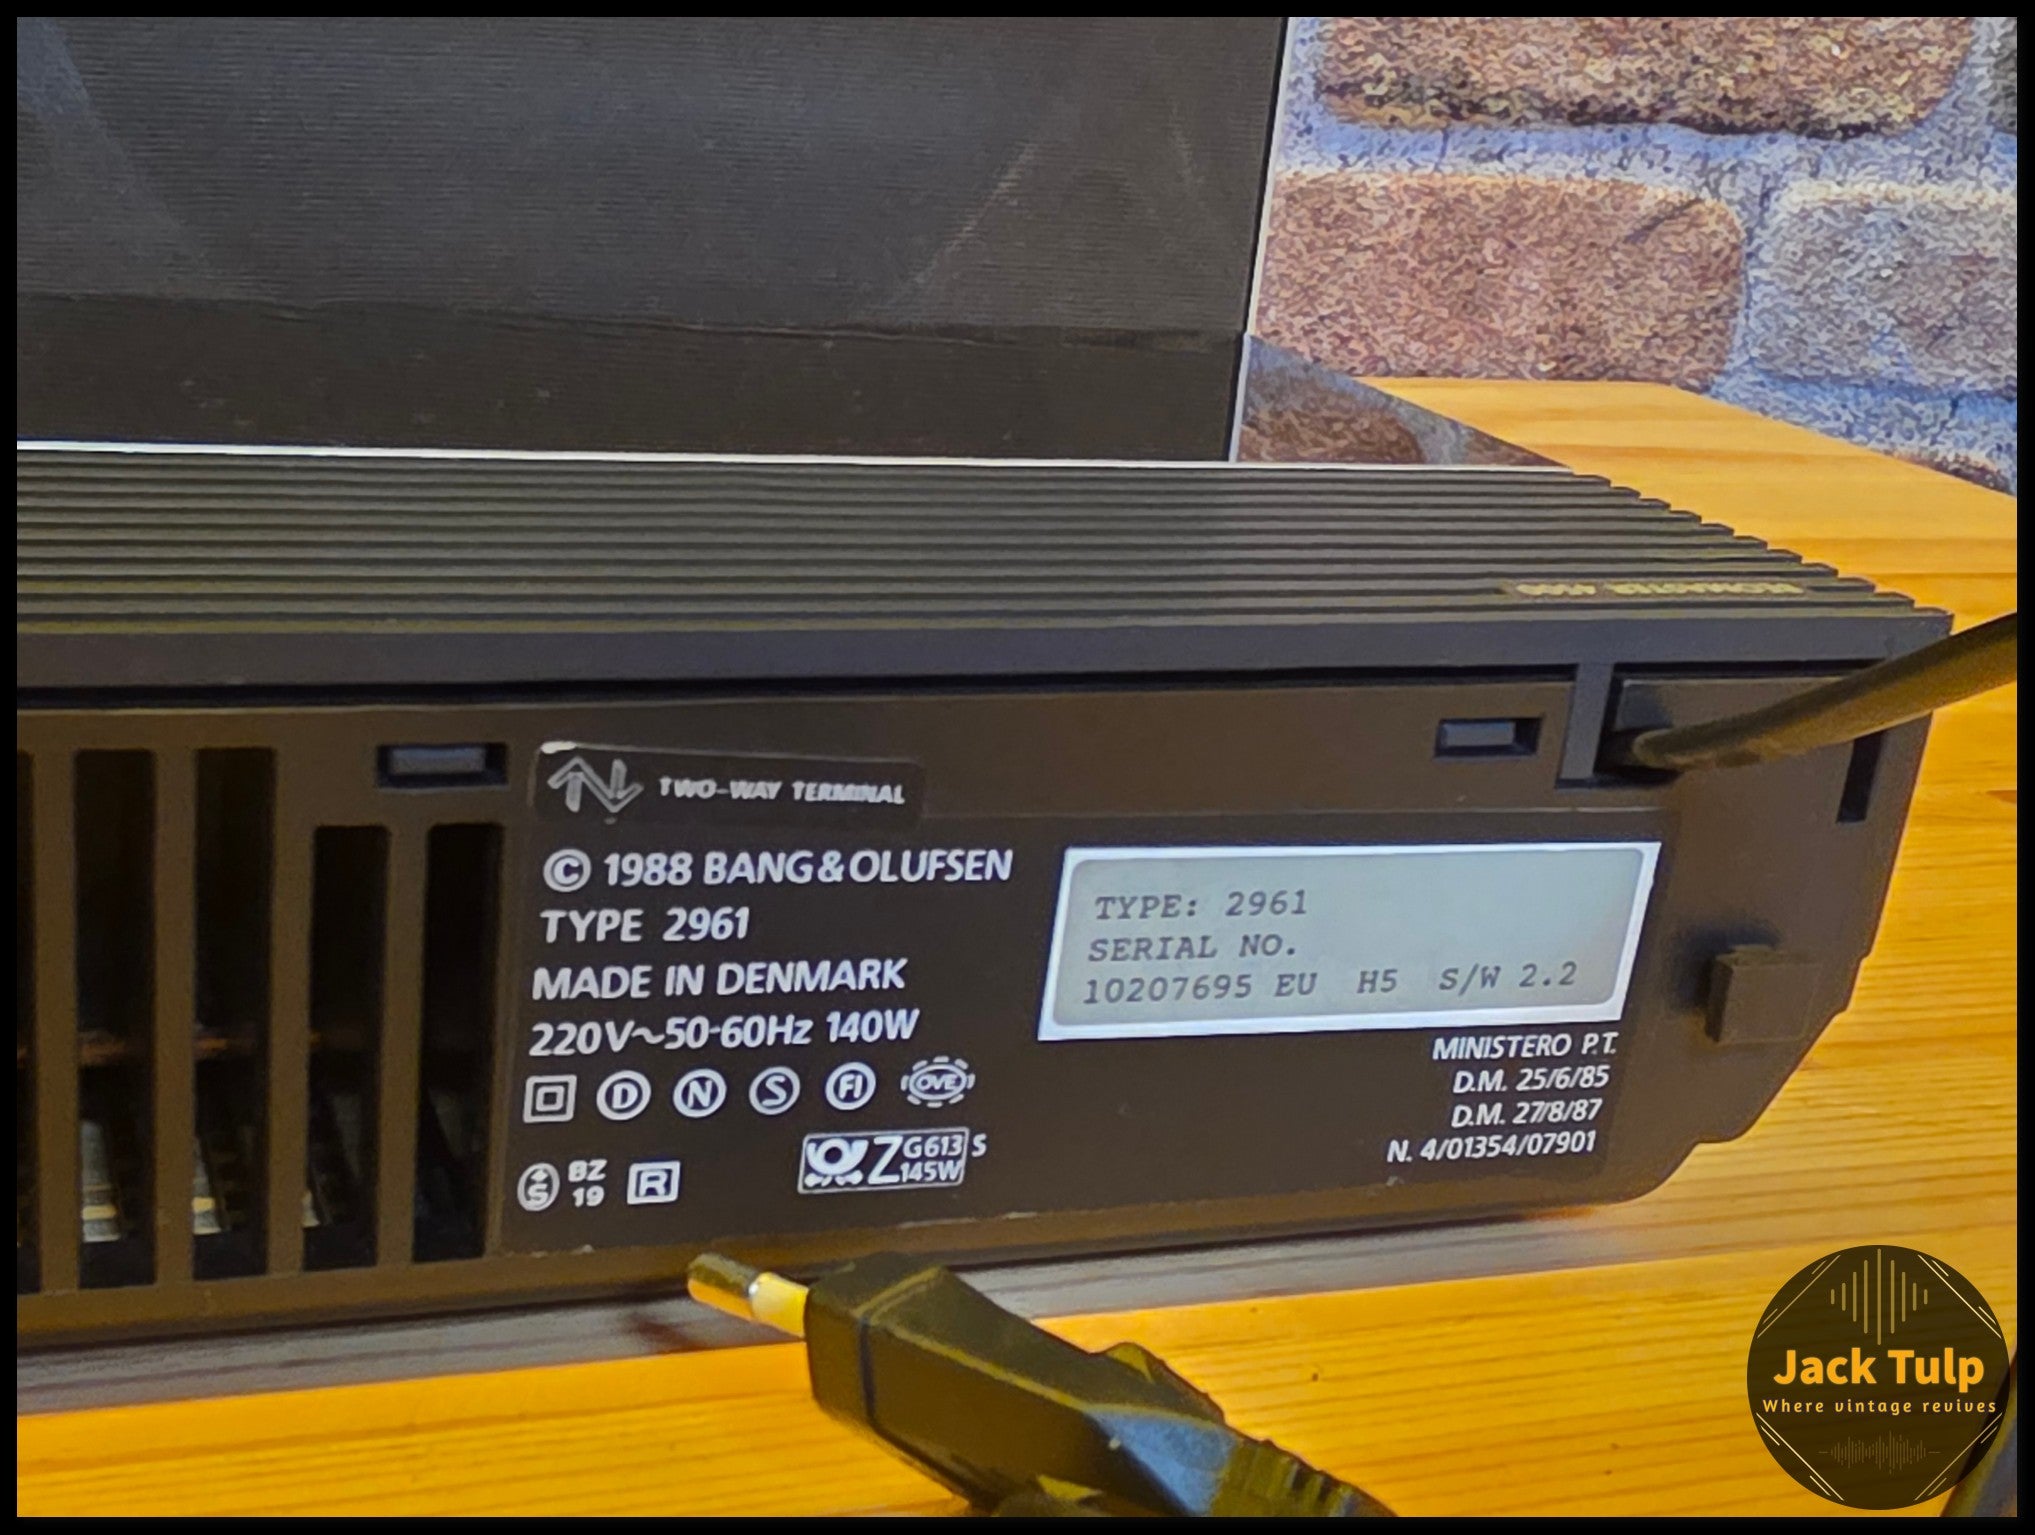 BEOMASTER 4500
TWO-WAY TERMINAL
© 1988 BANG&OLUFSEN
TYPE 2961
MADE IN DENMARK
220V~50-60Hz 140W
D N S FI OVE
S BZ 19 R
Z G613 S
145W
TYPE: 2961
SERIAL NO.
10207695 EU H5 S/W 2.2
MINISTERO P.T.
D.M. 25/6/85
D.M. 27/8/87
N. 4/01354/07901
Jack Tulp
Where vintage revives